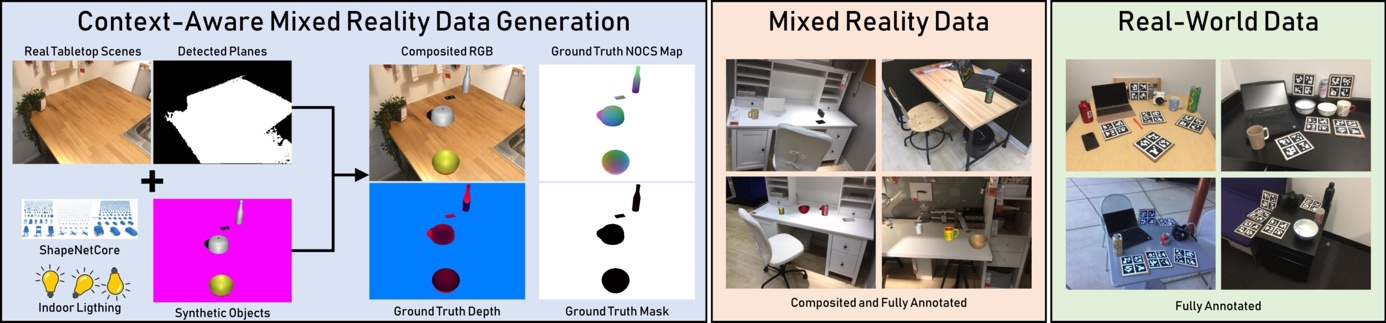 Context-Aware Mixed Reality Data Generation
Real Tabletop Scenes
Detected Planes
Composited RGB
Ground Truth NOCS Map
ShapeNetCore
Indoor Ligthing
Synthetic Objects
Ground Truth Depth
Ground Truth Mask
Mixed Reality Data
Composited and Fully Annotated
Real-World Data
Fully Annotated